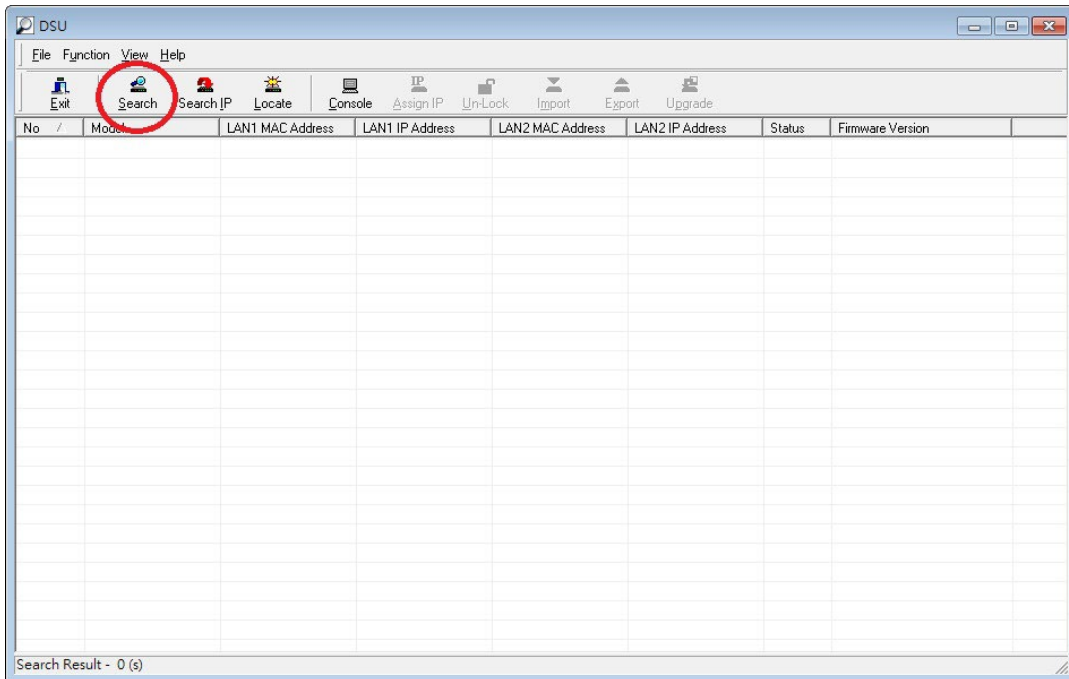 DSU
File Function View Help
IP
Exit Search Search IP Locate Console Assign IP Un-Lock Import Export Upgrade
No / Model LAN1 MAC Address LAN1 IP Address LAN2 MAC Address LAN2 IP Address Status Firmware Version
Search Result - 0 (s)